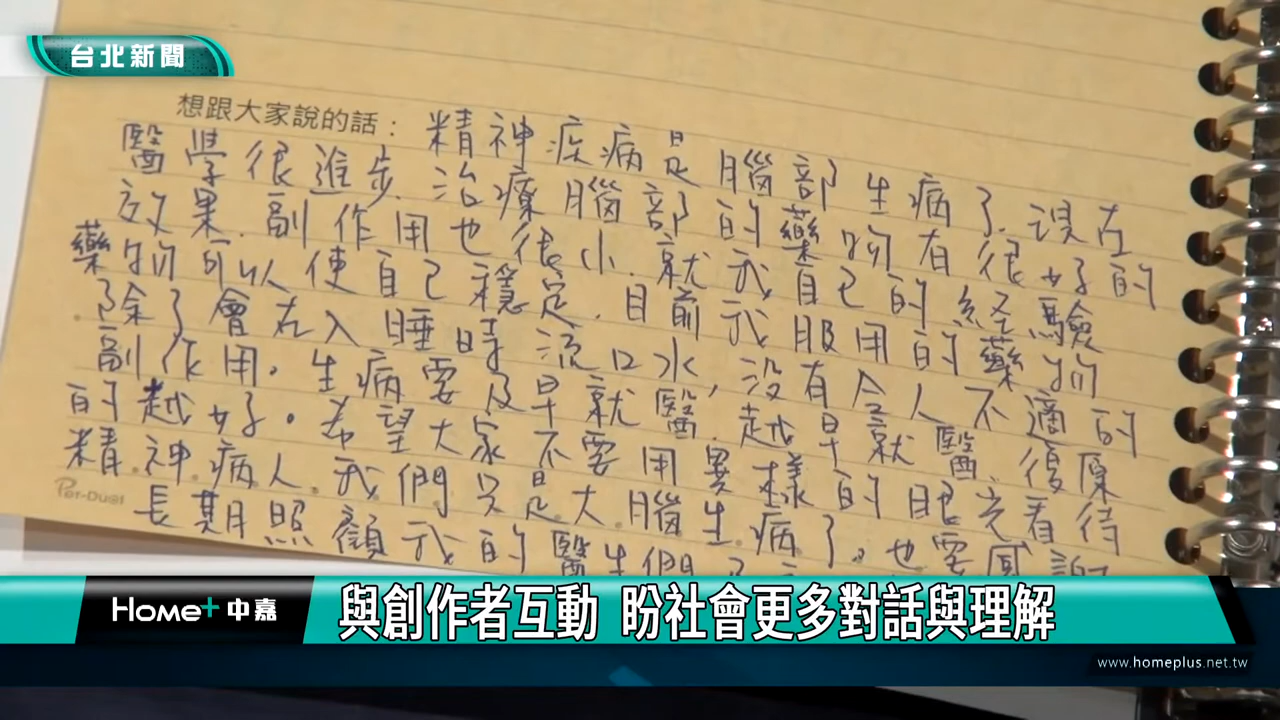 台北新聞
想跟大家說的話：精神疾病是腦部生病了.現在
醫學很進步.治療腦部的藥物有很好的
效果.副作用也很小.就我自己的經驗
藥物可以使自己穩定.目前我服用的藥物
除了會在入睡時流口水,沒有令人不適的
副作用。生病要及早就醫.越早就醫.復原
的越好。希望大家不要用異樣的眼光看待
精神病人.我們只是大腦生病了。也要感謝
長期照顧我的醫生們
Per-Duel
Home+中嘉
與創作者互動 盼社會更多對話與理解
www.homeplus.net.tw